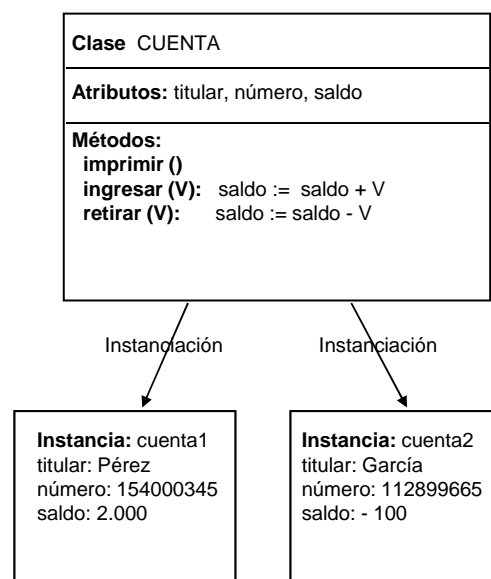 Clase CUENTA
Atributos: titular, número, saldo
Métodos:
imprimir ()
ingresar (V): saldo := saldo + V
retirar (V): saldo := saldo - V
Instanciación Instanciación
Instancia: cuenta1
titular: Pérez
número: 154000345
saldo: 2.000
Instancia: cuenta2
titular: García
número: 112899665
saldo: - 100